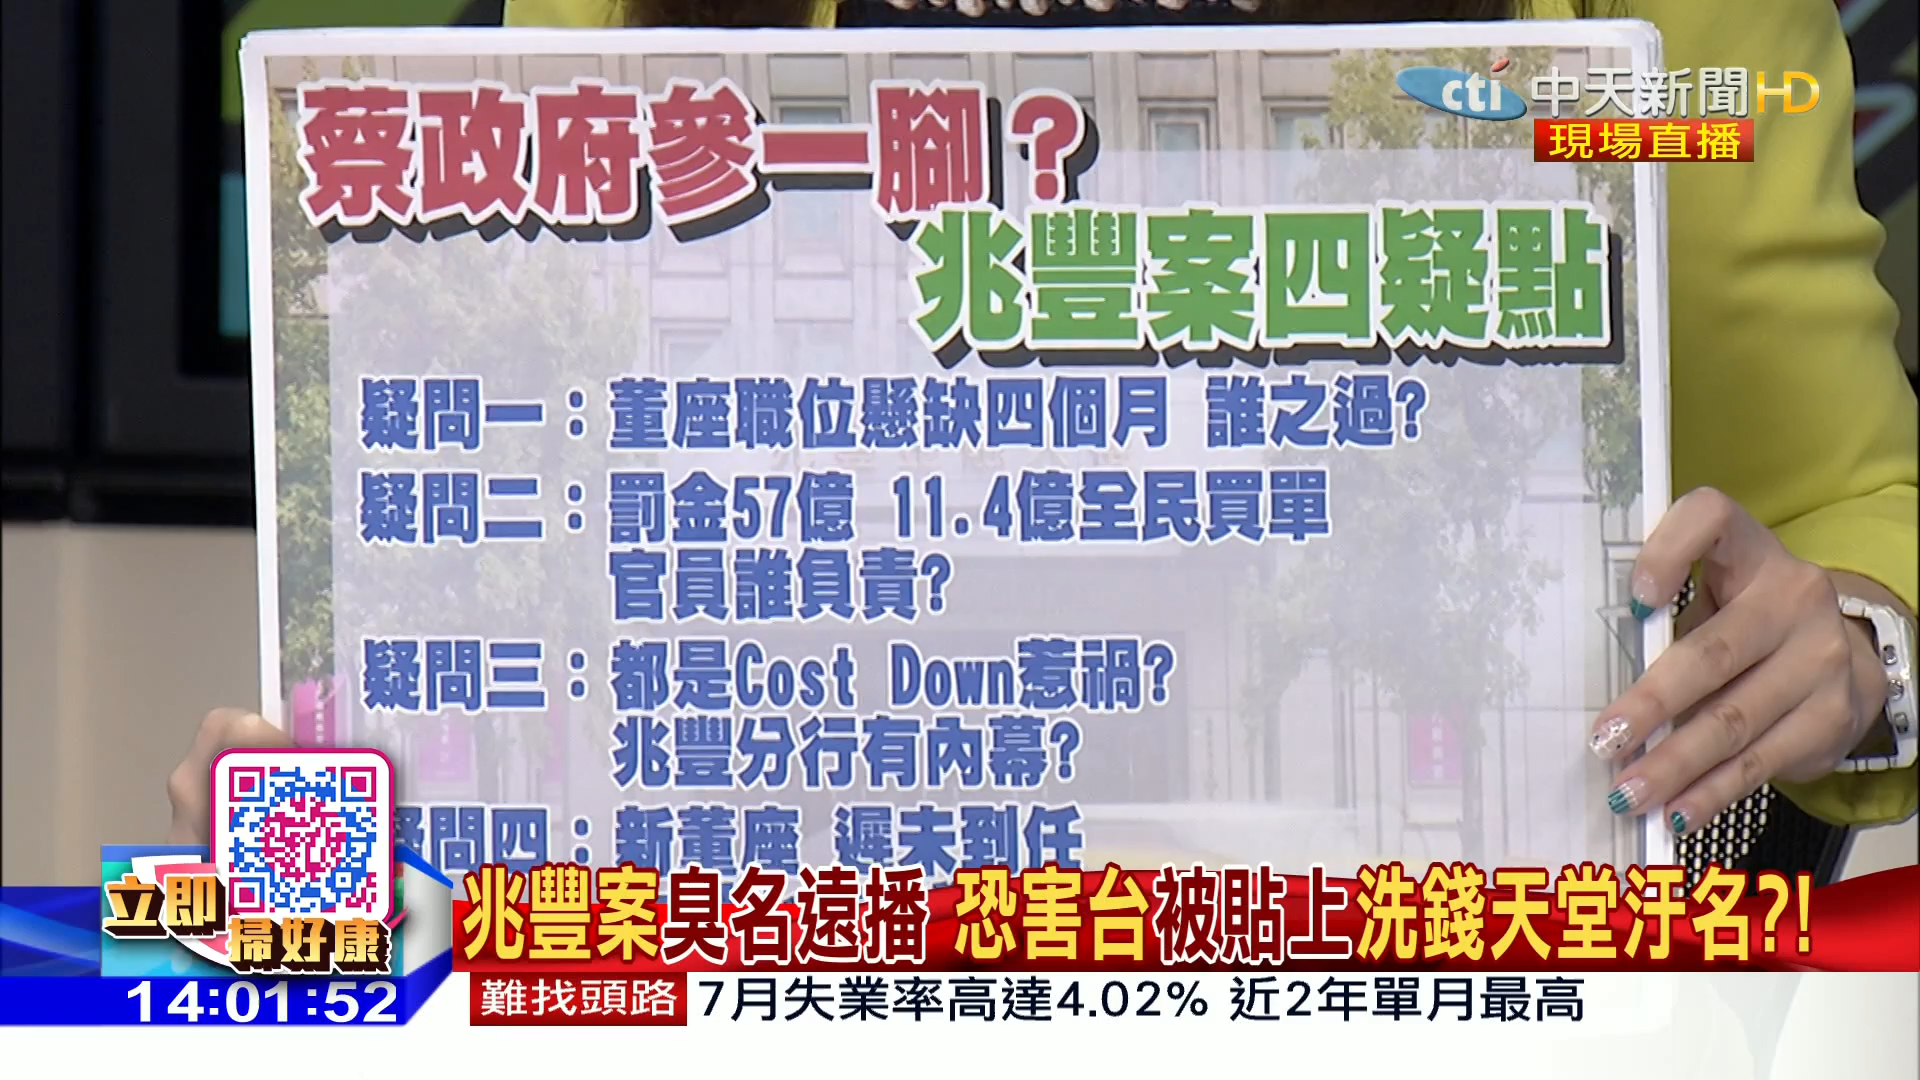 cti 中天新聞HD
現場直播
蔡政府參一腳？
兆豐案四疑點
疑問一：董座職位懸缺四個月 誰之過?
疑問二：罰金57億 11.4億全民買單
官員誰負責?
疑問三：都是Cost Down惹禍?
兆豐分行有內幕?
疑問四：新董座 遲未到任
立即
掃好康
兆豐案臭名遠播 恐害台被貼上洗錢天堂汙名?!
14:01:52
難找頭路 7月失業率高達4.02% 近2年單月最高